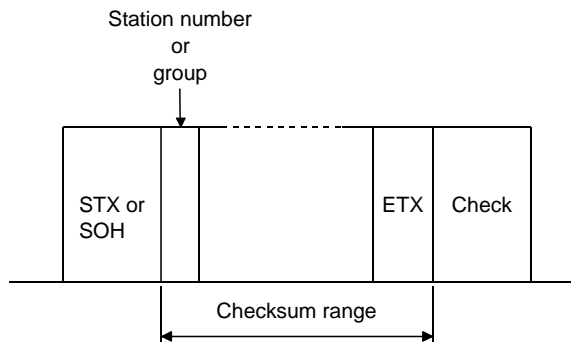 Station number
or
group
STX or
SOH
ETX
Check
Checksum range